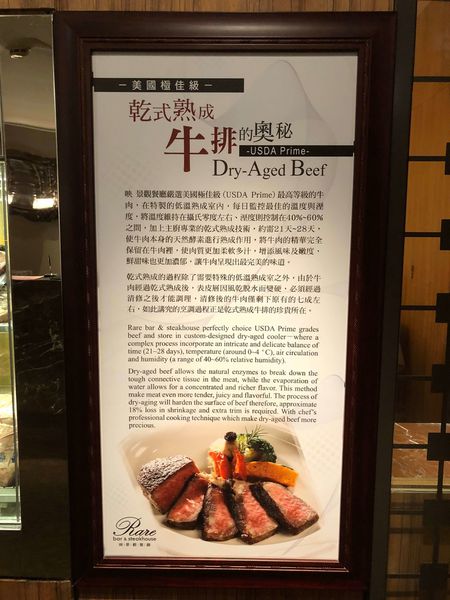 －美國極佳級－
乾式熟成
牛排的奧秘
-USDA Prime-
Dry-Aged Beef
映 景觀餐廳嚴選美國極佳級(USDA Prime)最高等級的牛
肉，在特製的低溫熟成室內，每日監控最佳的溫度與溼
度，將溫度維持在攝氏零度左右、溼度則控制在40%~60%
之間，加上主廚專業的乾式熟成技術，約需21天~28天，
使牛肉本身的天然酵素進行熟成作用，將牛肉的精華完全
保留在牛肉裡，使肉質更加柔軟多汁，增添風味及嫩度，
鮮甜味也更加濃郁，讓牛肉呈現出最完美的味道。
乾式熟成的過程除了需要特殊的低溫熟成室之外，由於牛
肉經過乾式熟成後，表皮層因風乾脫水而變硬，必須經過
清修之後才能調理，清修後的牛肉僅剩下原有的七成左
右，如此講究的烹調過程正是乾式熟成牛排的珍貴所在。
Rare bar & steakhouse perfectly choice USDA Prime grades
beef and store in custom-designed dry-aged cooler－where a
complex process incorporate an intricate and delicate balance of
time (21~28 days), temperature (around 0~4 °C), air circulation
and humidity (a range of 40~60% relative humidity).
Dry-aged beef allows the natural enzymes to break down the
tough connective tissue in the meat, while the evaporation of
water allows for a concentrated and richer flavor. This method
make meat even more tender, juicy and flavorful. The process of
dry-aging will harden the surface of beef therefore, approximate
18% loss in shrinkage and extra trim is required. With chef"s
professional cooking technique which make dry-aged beef more
precious.
Rare
bar & steakhouse
映·景觀餐廳